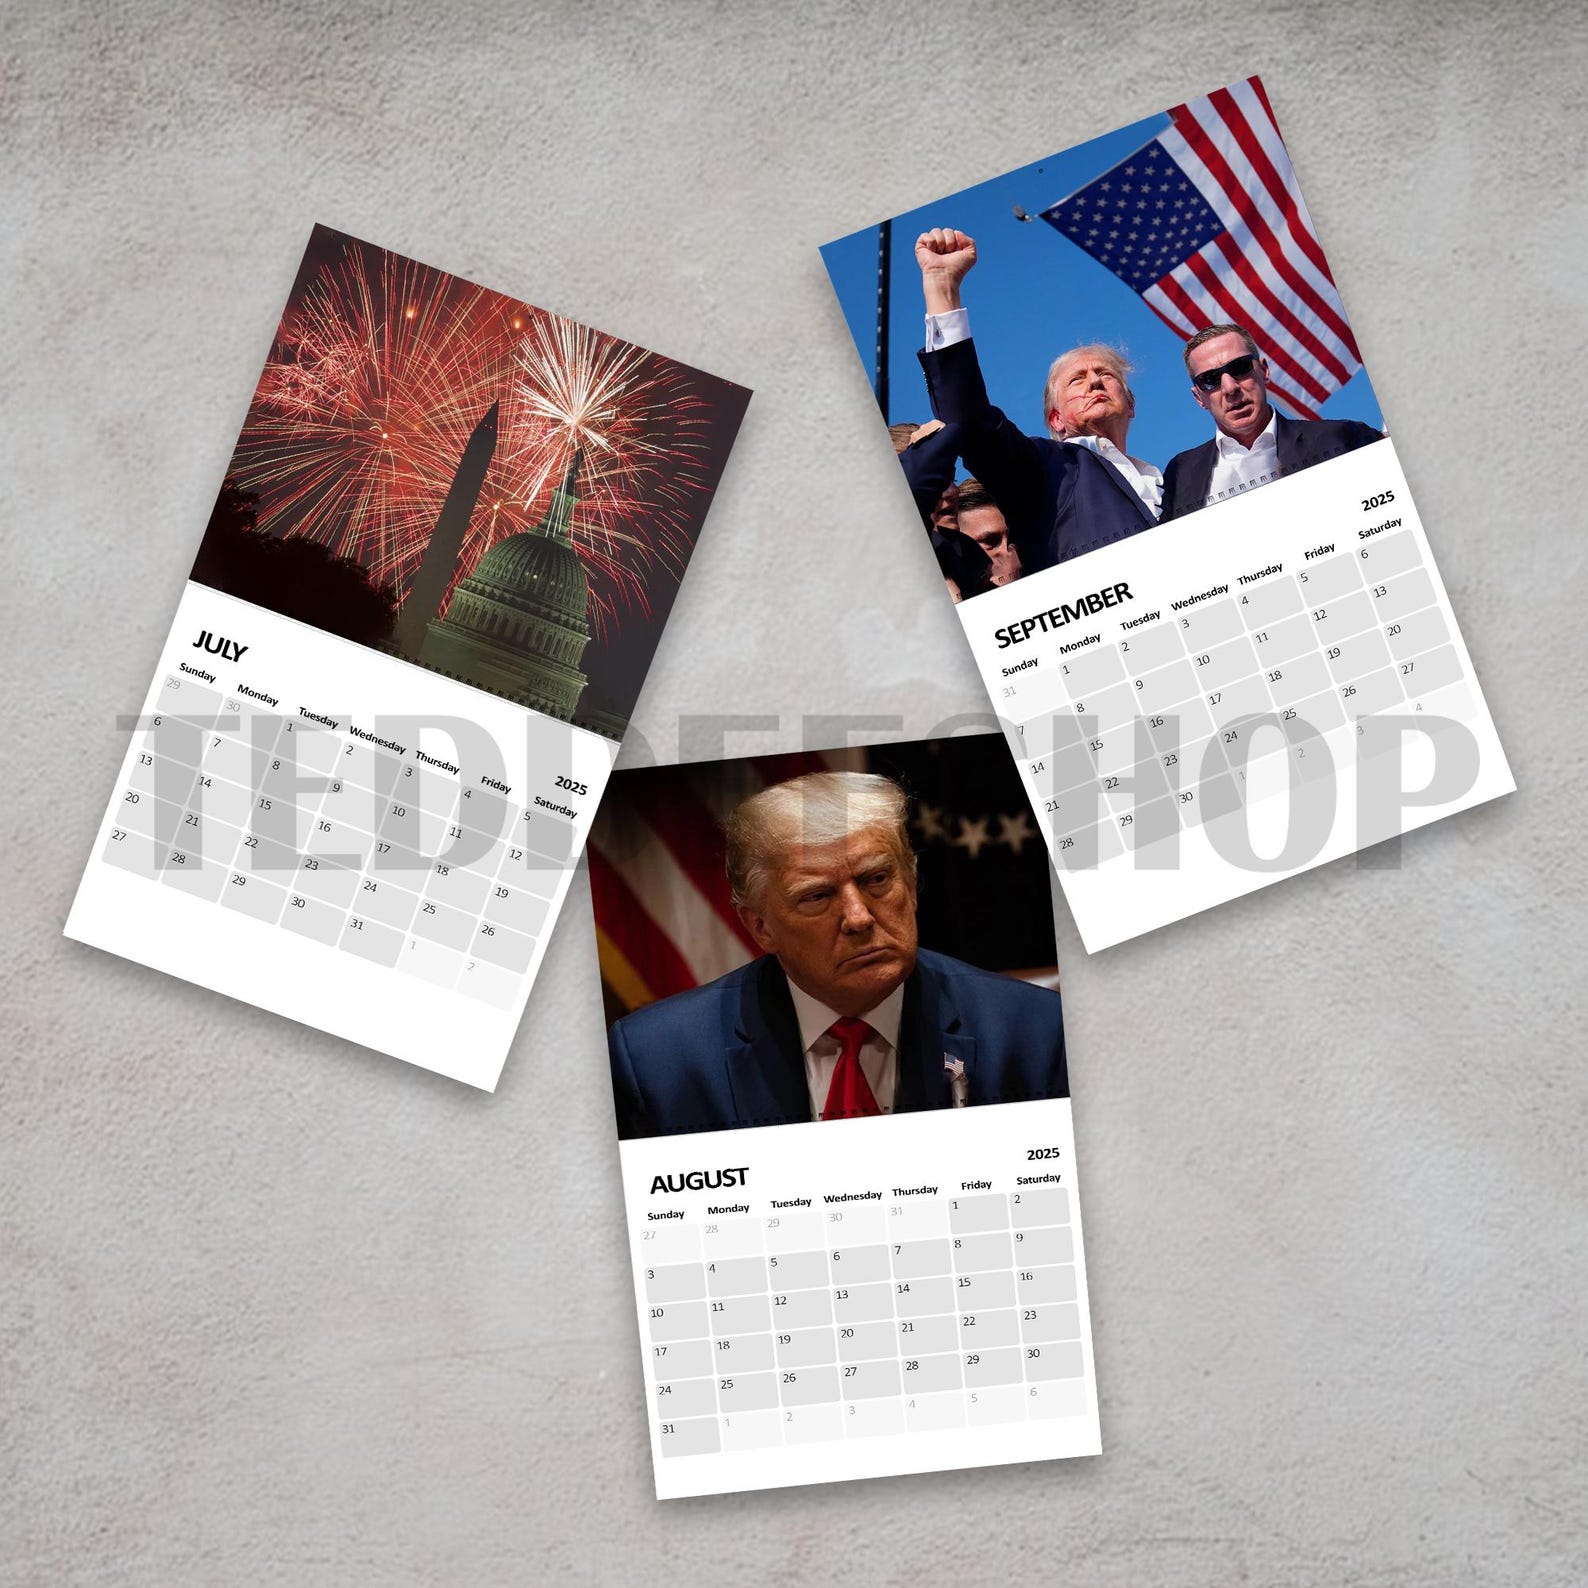 JULY
2025
Sunday Monday Tuesday Wednesday Thursday Friday Saturday
29 30 1 2 3 4 5
6 7 8 9 10 11 12
13 14 15 16 17 18 19
20 21 22 23 24 25 26
27 28 29 30 31 1 2
SEPTEMBER
2025
Sunday Monday Tuesday Wednesday Thursday Friday Saturday
31 1 2 3 4 5 6
7 8 9 10 11 12 13
14 15 16 17 18 19 20
21 22 23 24 25 26 27
28 29 30 1 2 3 4
AUGUST
2025
Sunday Monday Tuesday Wednesday Thursday Friday Saturday
27 28 29 30 31 1 2
3 4 5 6 7 8 9
10 11 12 13 14 15 16
17 18 19 20 21 22 23
24 25 26 27 28 29 30
31 1 2 3 4 5 6